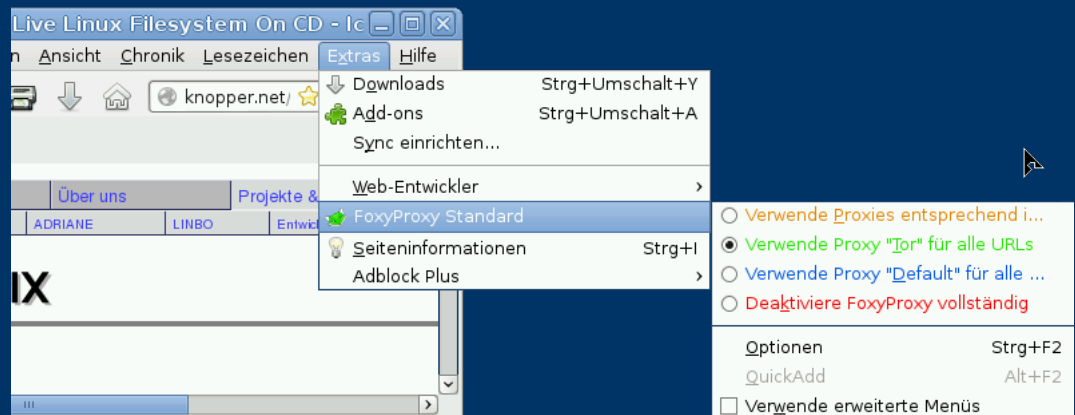 Live Linux Filesystem On CD - Ic
n Ansicht Chronik Lesezeichen Extras Hilfe
knopper.net/
Downloads Strg+Umschalt+Y
Add-ons Strg+Umschalt+A
Sync einrichten...
Web-Entwickler
FoxyProxy Standard
Seiteninformationen Strg+I
Adblock Plus
Über uns Projekte &
ADRIANE LINBO Entwic
IX
Verwende Proxies entsprechend i...
Verwende Proxy "Tor" für alle URLs
Verwende Proxy "Default" für alle ...
Deaktiviere FoxyProxy vollständig
Optionen Strg+F2
QuickAdd Alt+F2
Verwende erweiterte Menüs